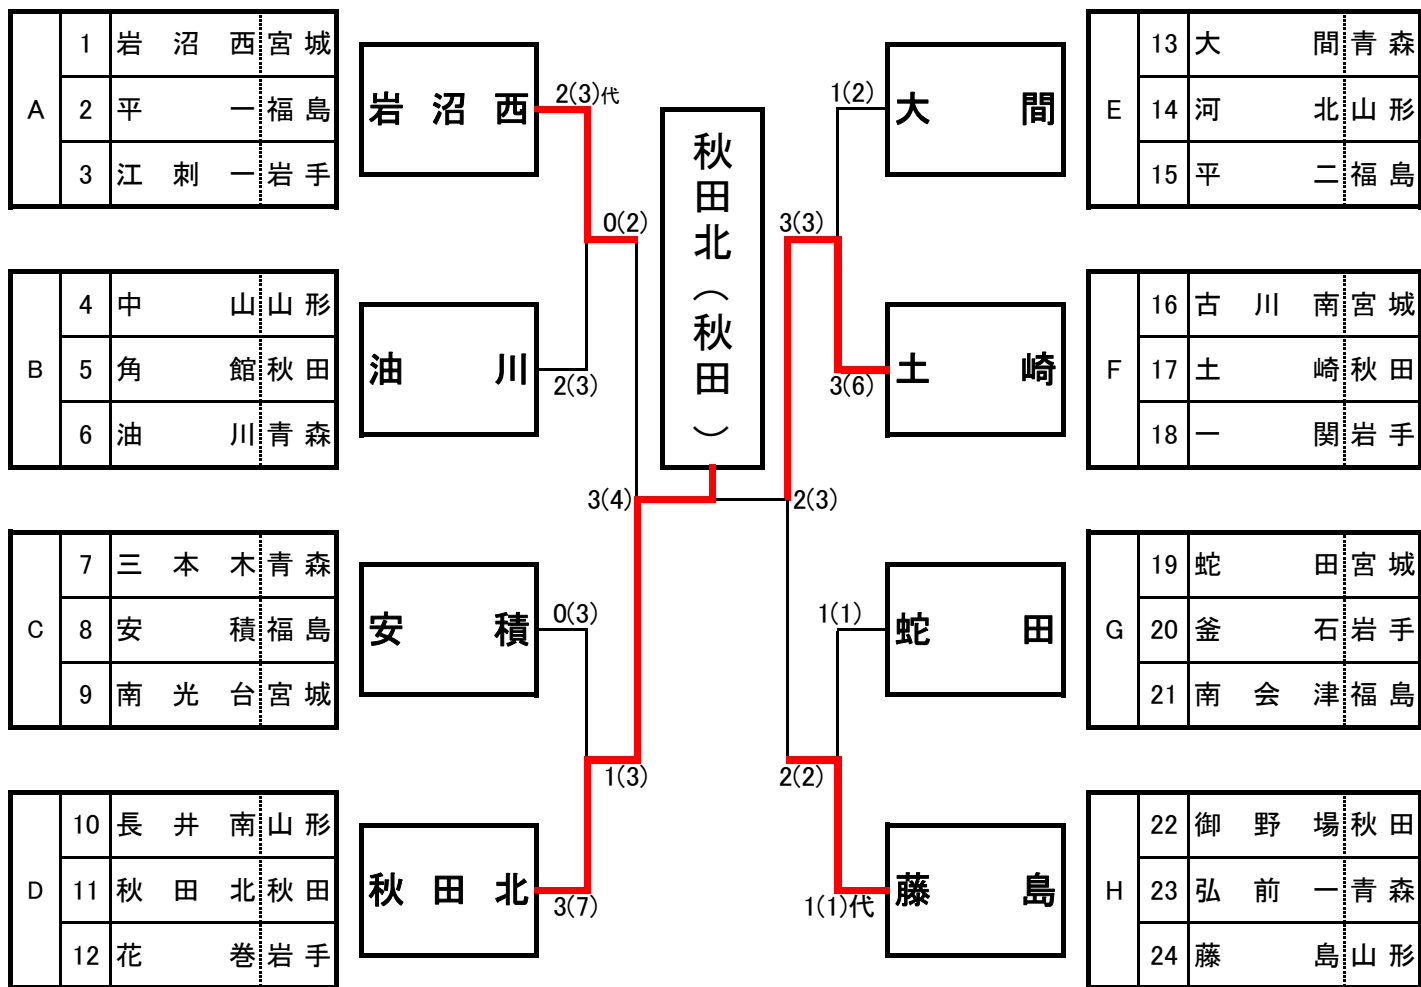 A
1 岩沼西 宮城
2 平一 福島
3 江刺一 岩手
B
4 中山 山形
5 角館 秋田
6 油川 青森
C
7 三本木 青森
8 安積 福島
9 南光台 宮城
D
10 長井南 山形
11 秋田北 秋田
12 花巻 岩手
岩沼西
2(3)代
0(2)
油川
2(3)
3(4)
安積
0(3)
1(3)
秋田北
3(7)
秋田北(秋田)
1(2)
大間
3(3)
3(6)
土崎
2(3)
1(1)
蛇田
2(2)
1(1)代
藤島
E
13 大間 青森
14 河北 山形
15 平二 福島
F
16 古川南 宮城
17 土崎 秋田
18 一関 岩手
G
19 蛇田 宮城
20 釜石 岩手
21 南会津 福島
H
22 御野場 秋田
23 弘前一 青森
24 藤島 山形